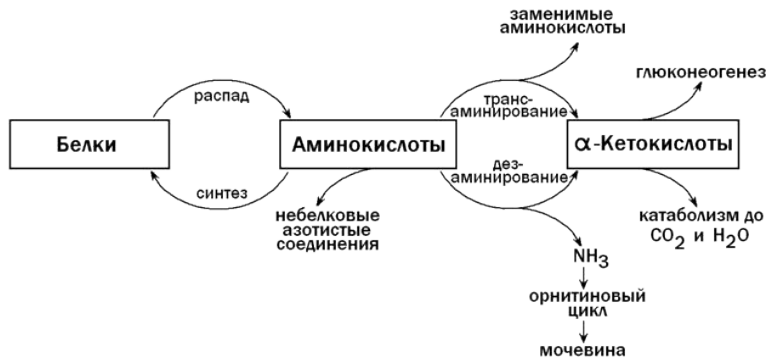 заменимые
аминокислоты
глюконеогенез
распад
транс-
аминирование
Белки
Аминокислоты
α-Кетокислоты
дез-
аминирование
синтез
небелковые
азотистые
соединения
катаболизм до
CO2 и H2O
NH3
орнитиновый
цикл
мочевина